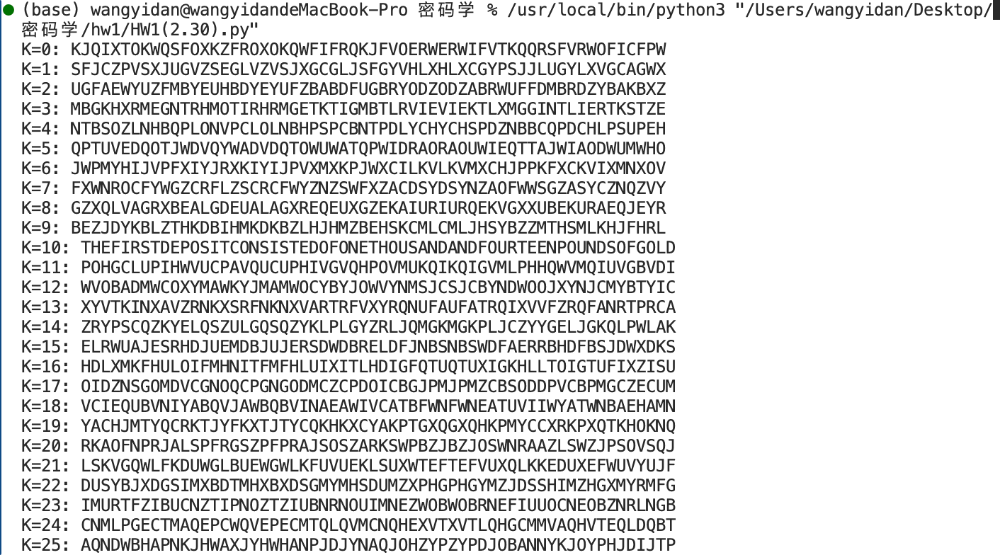 (base) wangyidan@wangyidandeMacBook-Pro 密码学 % /usr/local/bin/python3 "/Users/wangyidan/Desktop/
密码学/hw1/HW1(2.30).py"
K=0: KJQIXTOKWQSFOXKZFROXOKQWFIFRQKJFVOERWERWIFVTKQQRSFVRWOFICFPW
K=1: SFJCZPVSXJUGVZSEGLVZVSJXGCGLJSFGYVHLXHLXCGYPSJJLUGYLXVGCAGWX
K=2: UGFAEWYUZFMBYEUHBDYEYUFZBABDFUGBRYODZODZABRWUFFDMBRDZYBAKBXZ
K=3: MBGKHXRMEGNTRHMOTIRHRMGETKTIGMBTLRVIEVIEKTLXMGGINTLIERTKSTZE
K=4: NTBSOZLNHBQPLONVPCLOLNBHPSPCBNTPDLYCHYCHSPDZNBBCQPDCHLPSUPEH
K=5: QPTUVEDQOTJWDVQYWADVDQTOWUWATQPWIDRAORAOUWIEQTTAJWIAODWUMWHO
K=6: JWPMYHIJVPFXIYJRXKIYIJPVXMXKPJWXCILKVLKVMXCHJPPKFXCKVIXMNXOV
K=7: FXWNROCFYWGZCRFLZSCRCFWYZNZSWFXZACDSYDSYNZAOFWWSGZASYCZNQZVY
K=8: GZXQLVAGRXBEALGDEUALAGXREQEUXGZEKAIURIURQEKVGXXUBEKURAEQJEYR
K=9: BEZJDYKBLZTHKDBIHMKDKBZLHJHMZBEHSKCMLCMLJHSYBZZMTHSMLKHJFHRL
K=10: THEFIRSTDEPOSITCONSISTEDOFONETHOUSANDANDFOURTEENPOUNDSOFGOLD
K=11: POHGCLUPIHWVUCPAVQUCUPHIVGVQHPOVMUKQIKQIGVMLPHHQWVMQIUVGBVDI
K=12: WVOBADMWCOXYMAWKYJMAMWOCYBYJOWVYNMSJCSJCBYNDWOOJXYNJCMYBTYIC
K=13: XYVTKINXAVZRNKXSRFNKNXVARTRFVXYRQNUFAUFATRQIXVVFZRQFANRTPRCA
K=14: ZRYPSCQZKYELQSZULGQSQZYKLPLGYZRLJQMGKMGKPLJCZYYGELJGKQLPWLAK
K=15: ELRWUAJESRHDJUEMDBJUJERSDWDBRELDFJNBSNBSWDFAERRBHDFBSJDWXDKS
K=16: HDLXMKFHULOIFMHNITFMFHLUIXITLHDIGFQTUQTUXIGKHLLTOIGTUFIXZISU
K=17: OIDZNSGOMDVCGNOQCPGNGODMCZCPDOICBGJPMJPMZCBSODDPVCBPMGCZECUM
K=18: VCIEQUBVNIYABQVJAWBQBVINAEAWIVCATBFWNFWNEATUVIIWYATWNBAEHAMN
K=19: YACHJMTYQCRKTJYFKXTJTYCQKHKXCYAKPTGXQGXQHKPMYCCXRKPXQTKHOKNQ
K=20: RKAOFNPRJALSPFRGSZPFPRAJSOSZARKSWPBZJBZJOSWNRAAZLSWZJPSOVSQJ
K=21: LSKVGQWLFKDUWGLBUEWGWLKFUVUEKLSUXWTEFTEFVUXQLKKEDUXEFWUVYUJF
K=22: DUSYBJXDGSIMXBDTMHXBXDSGMYMHSDUMZXPHGPHGYMZJDSSHIMZHGXMYRMFG
K=23: IMURTFZIBUCNZTIPNOZTZIUBNRNOUIMNEZWOBWOBRNEFIUUOCNEOBZNRLNGB
K=24: CNMLPGECTMAQEPCWQVEPECMTQLQVMCNQHEXVTXVTLQHGCMMVAQHVTEQLDQBT
K=25: AQNDWBHAPNKJHWAXJYHWHANPJDJYNAQJOHZYPZYPDJOBANNYKJOYPHJDIJTP